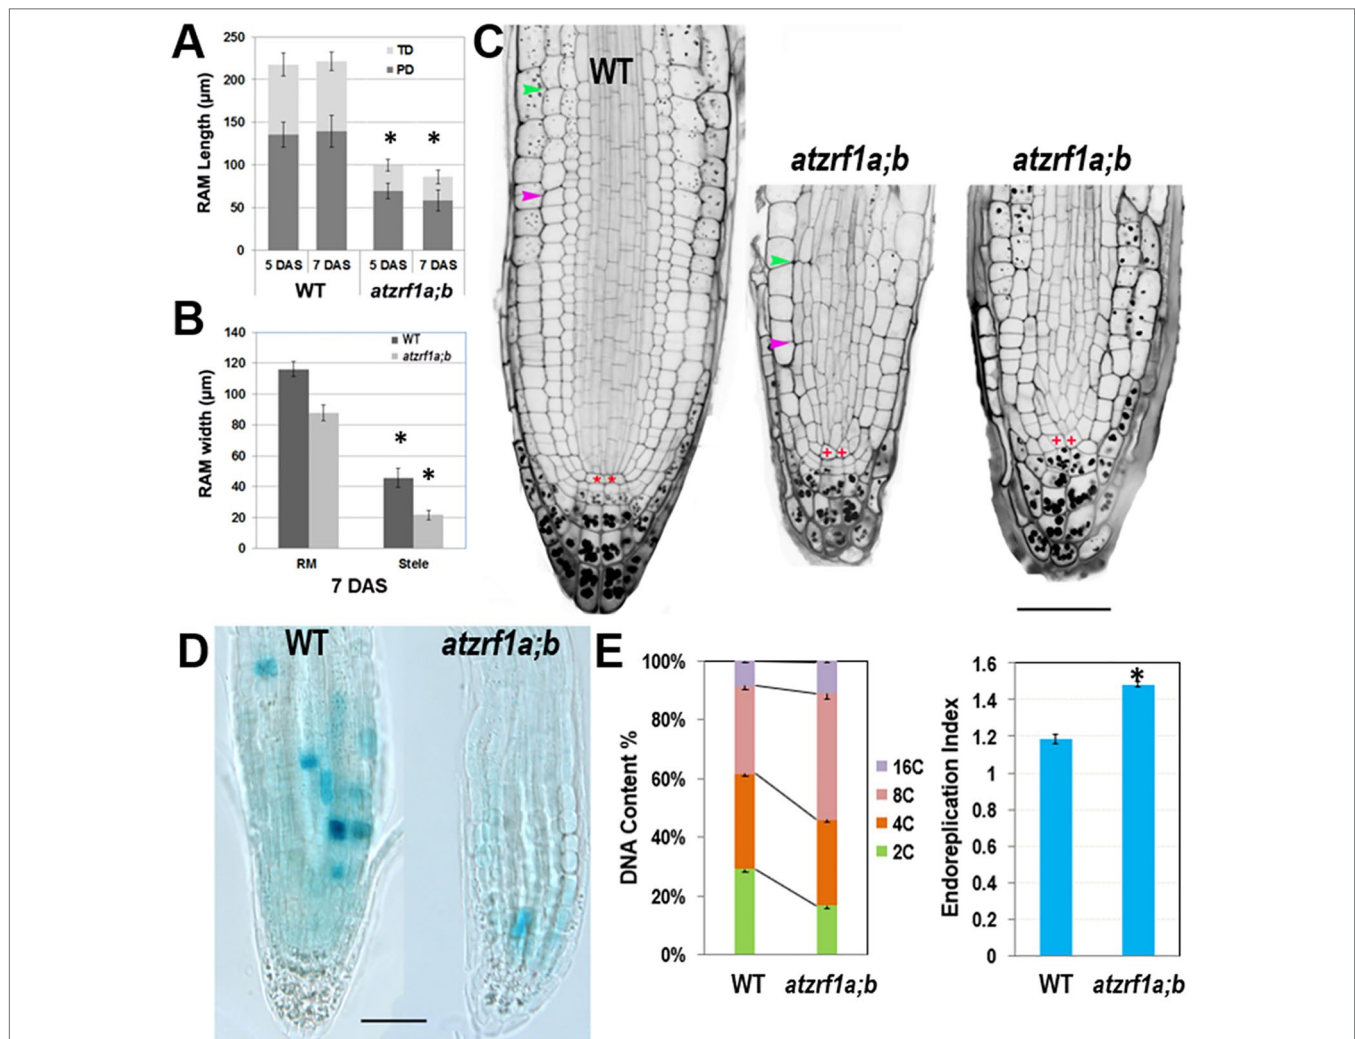 A
RAM Length (μm)
250
200
150
100
50
0
TD
PD
*
*
5 DAS
7 DAS
5 DAS
7 DAS
WT
atzrf1a;b
B
RAM width (μm)
140
120
100
80
60
40
20
0
WT
atzrf1a;b
*
*
RM
Stele
7 DAS
C
WT
atzrf1a;b
atzrf1a;b
* *
+ +
+ +
D
WT
atzrf1a;b
E
DNA Content %
100%
80%
60%
40%
20%
0%
16C
8C
4C
2C
WT
atzrf1a;b
Endoreplication Index
1.6
1.4
1.2
1
0.8
0.6
0.4
0.2
0
*
WT
atzrf1a;b